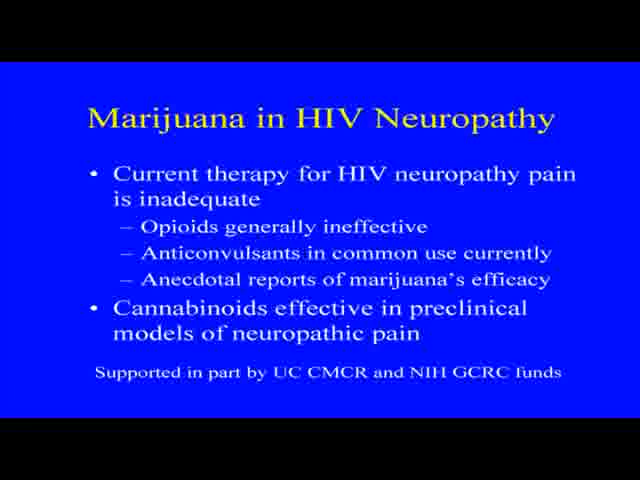 Marijuana in HIV Neuropathy
• Current therapy for HIV neuropathy pain
is inadequate
– Opioids generally ineffective
– Anticonvulsants in common use currently
– Anecdotal reports of marijuana's efficacy
• Cannabinoids effective in preclinical
models of neuropathic pain
Supported in part by UC CMCR and NIH GCRC funds